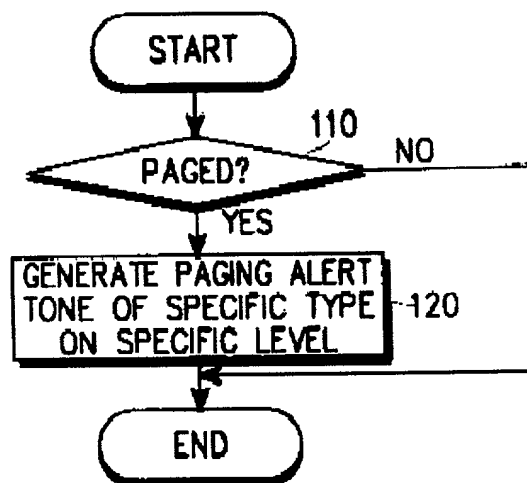 START
110
PAGED?
NO
YES
GENERATE PAGING ALERT
TONE OF SPECIFIC TYPE
ON SPECIFIC LEVEL
120
END